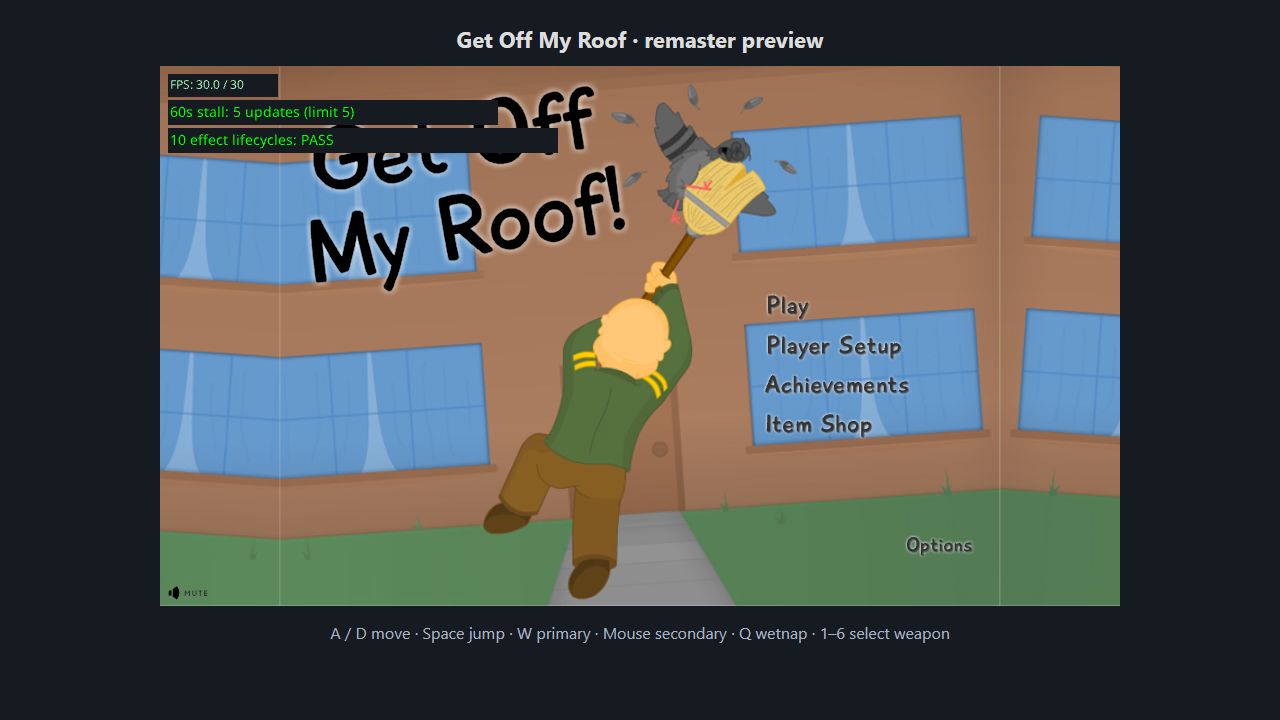 Get Off My Roof · remaster preview
FPS: 30.0 / 30
60s stall: 5 updates (limit 5)
10 effect lifecycles: PASS
Get Off
My Roof!
Play
Player Setup
Achievements
Item Shop
Options
MUTE
A / D move · Space jump · W primary · Mouse secondary · Q wetnap · 1–6 select weapon